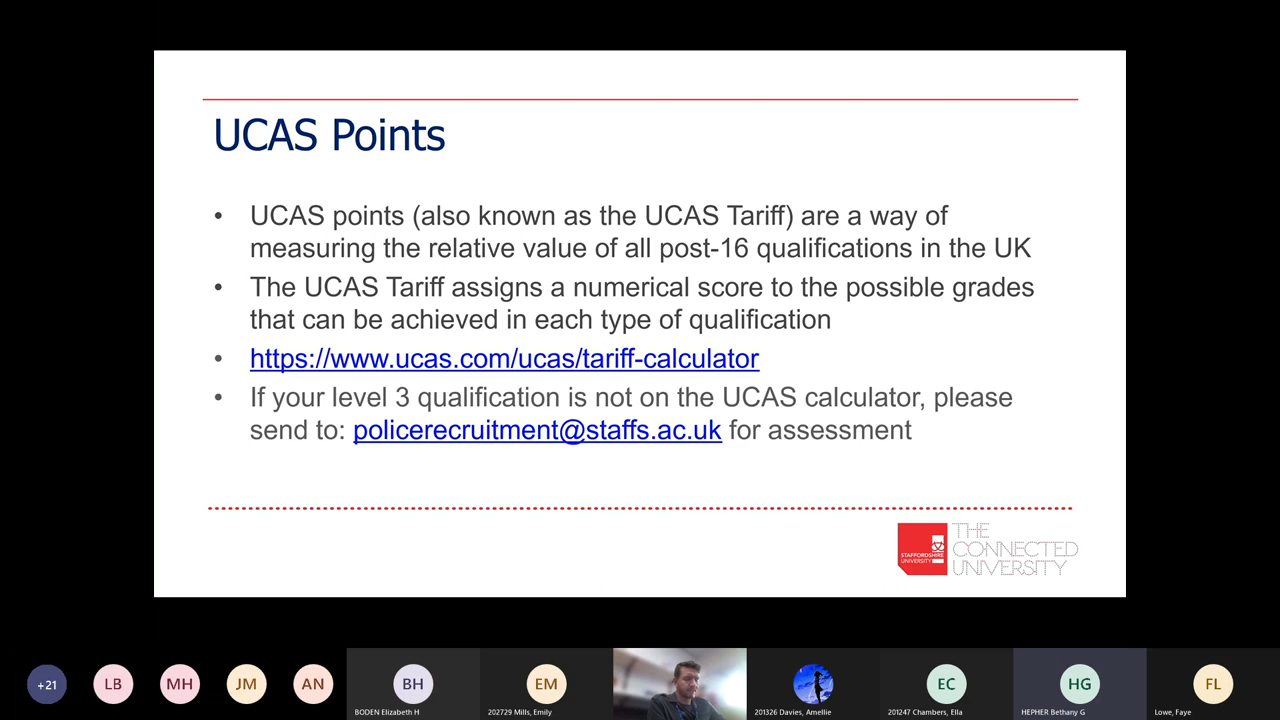 UCAS Points
• UCAS points (also known as the UCAS Tariff) are a way of
measuring the relative value of all post-16 qualifications in the UK
• The UCAS Tariff assigns a numerical score to the possible grades
that can be achieved in each type of qualification
• https://www.ucas.com/ucas/tariff-calculator
• If your level 3 qualification is not on the UCAS calculator, please
send to: policerecruitment@staffs.ac.uk for assessment
STAFFORDSHIRE
UNIVERSITY
THE
CONNECTED
UNIVERSITY
+21
LB
MH
JM
AN
BH
EM
EC
HG
FL
BODEN Elizabeth H
202729 Mills, Emily
201326 Davies, Amellie
201247 Chambers, Ella
HEPHER Bethany G
Lowe, Faye